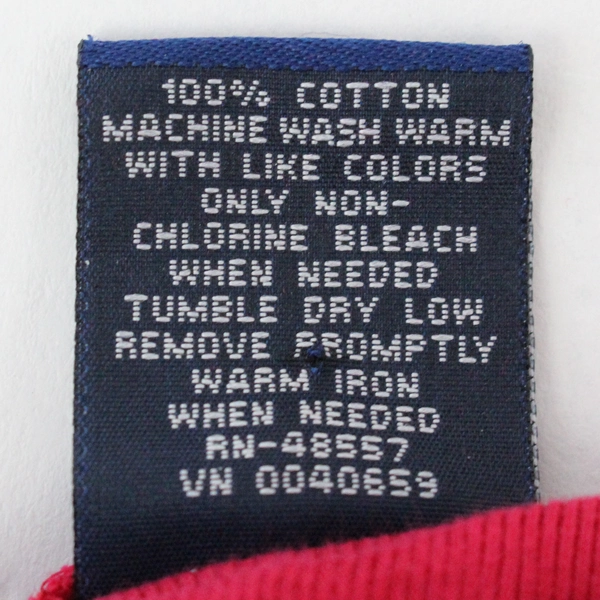 100% COTTON
MACHINE WASH WARM
WITH LIKE COLORS
ONLY NON-
CHLORINE BLEACH
WHEN NEEDED
TUMBLE DRY LOW
REMOVE PROMPTLY
WARM IRON
WHEN NEEDED
RN-48557
VN 0040659